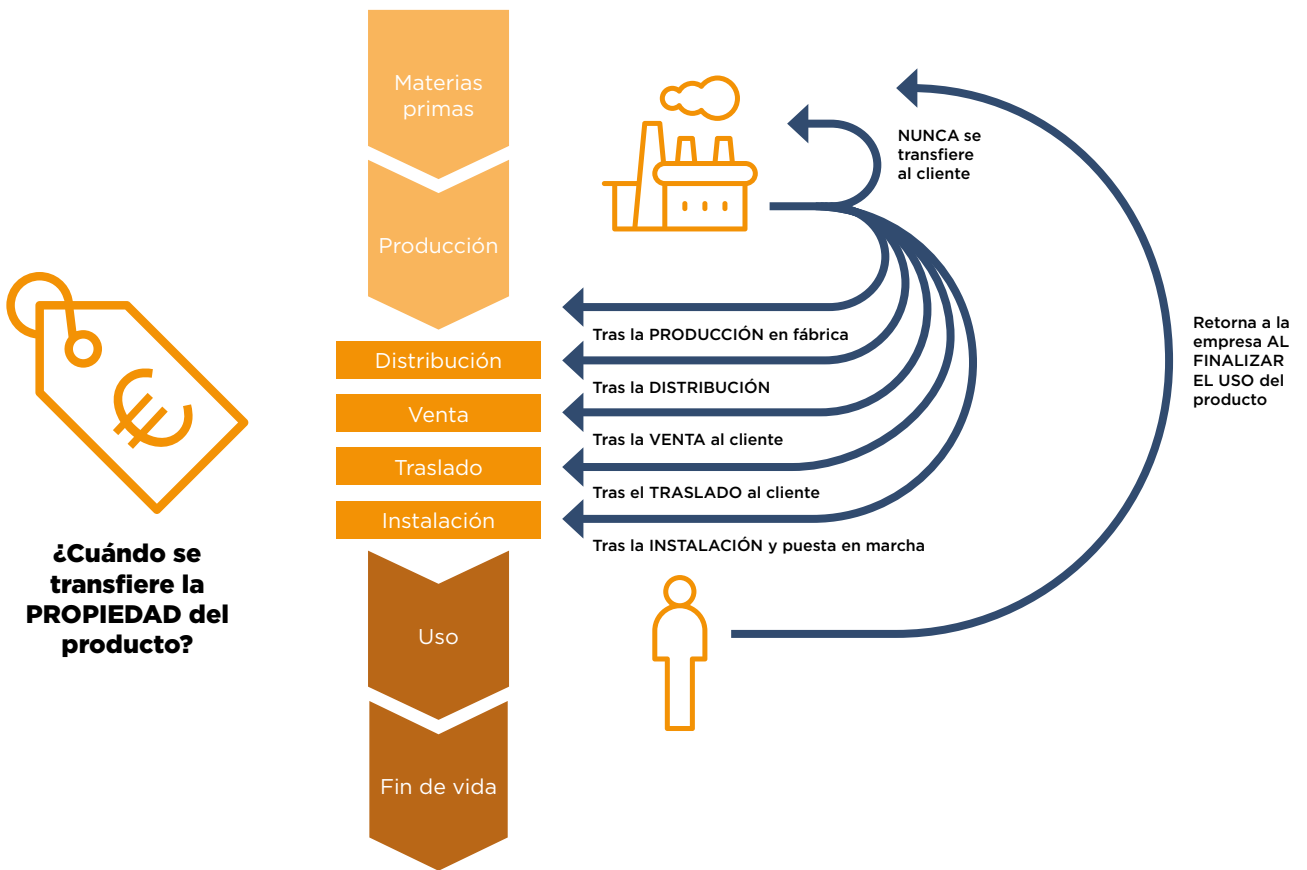 Materias
primas
Producción
Distribución
Venta
Traslado
Instalación
Uso
Fin de vida
¿Cuándo se
transfiere la
PROPIEDAD del
producto?
NUNCA se
transfiere
al cliente
Tras la PRODUCCIÓN en fábrica
Tras la DISTRIBUCIÓN
Tras la VENTA al cliente
Tras el TRASLADO al cliente
Tras la INSTALACIÓN y puesta en marcha
Retorna a la
empresa AL
FINALIZAR
EL USO del
producto